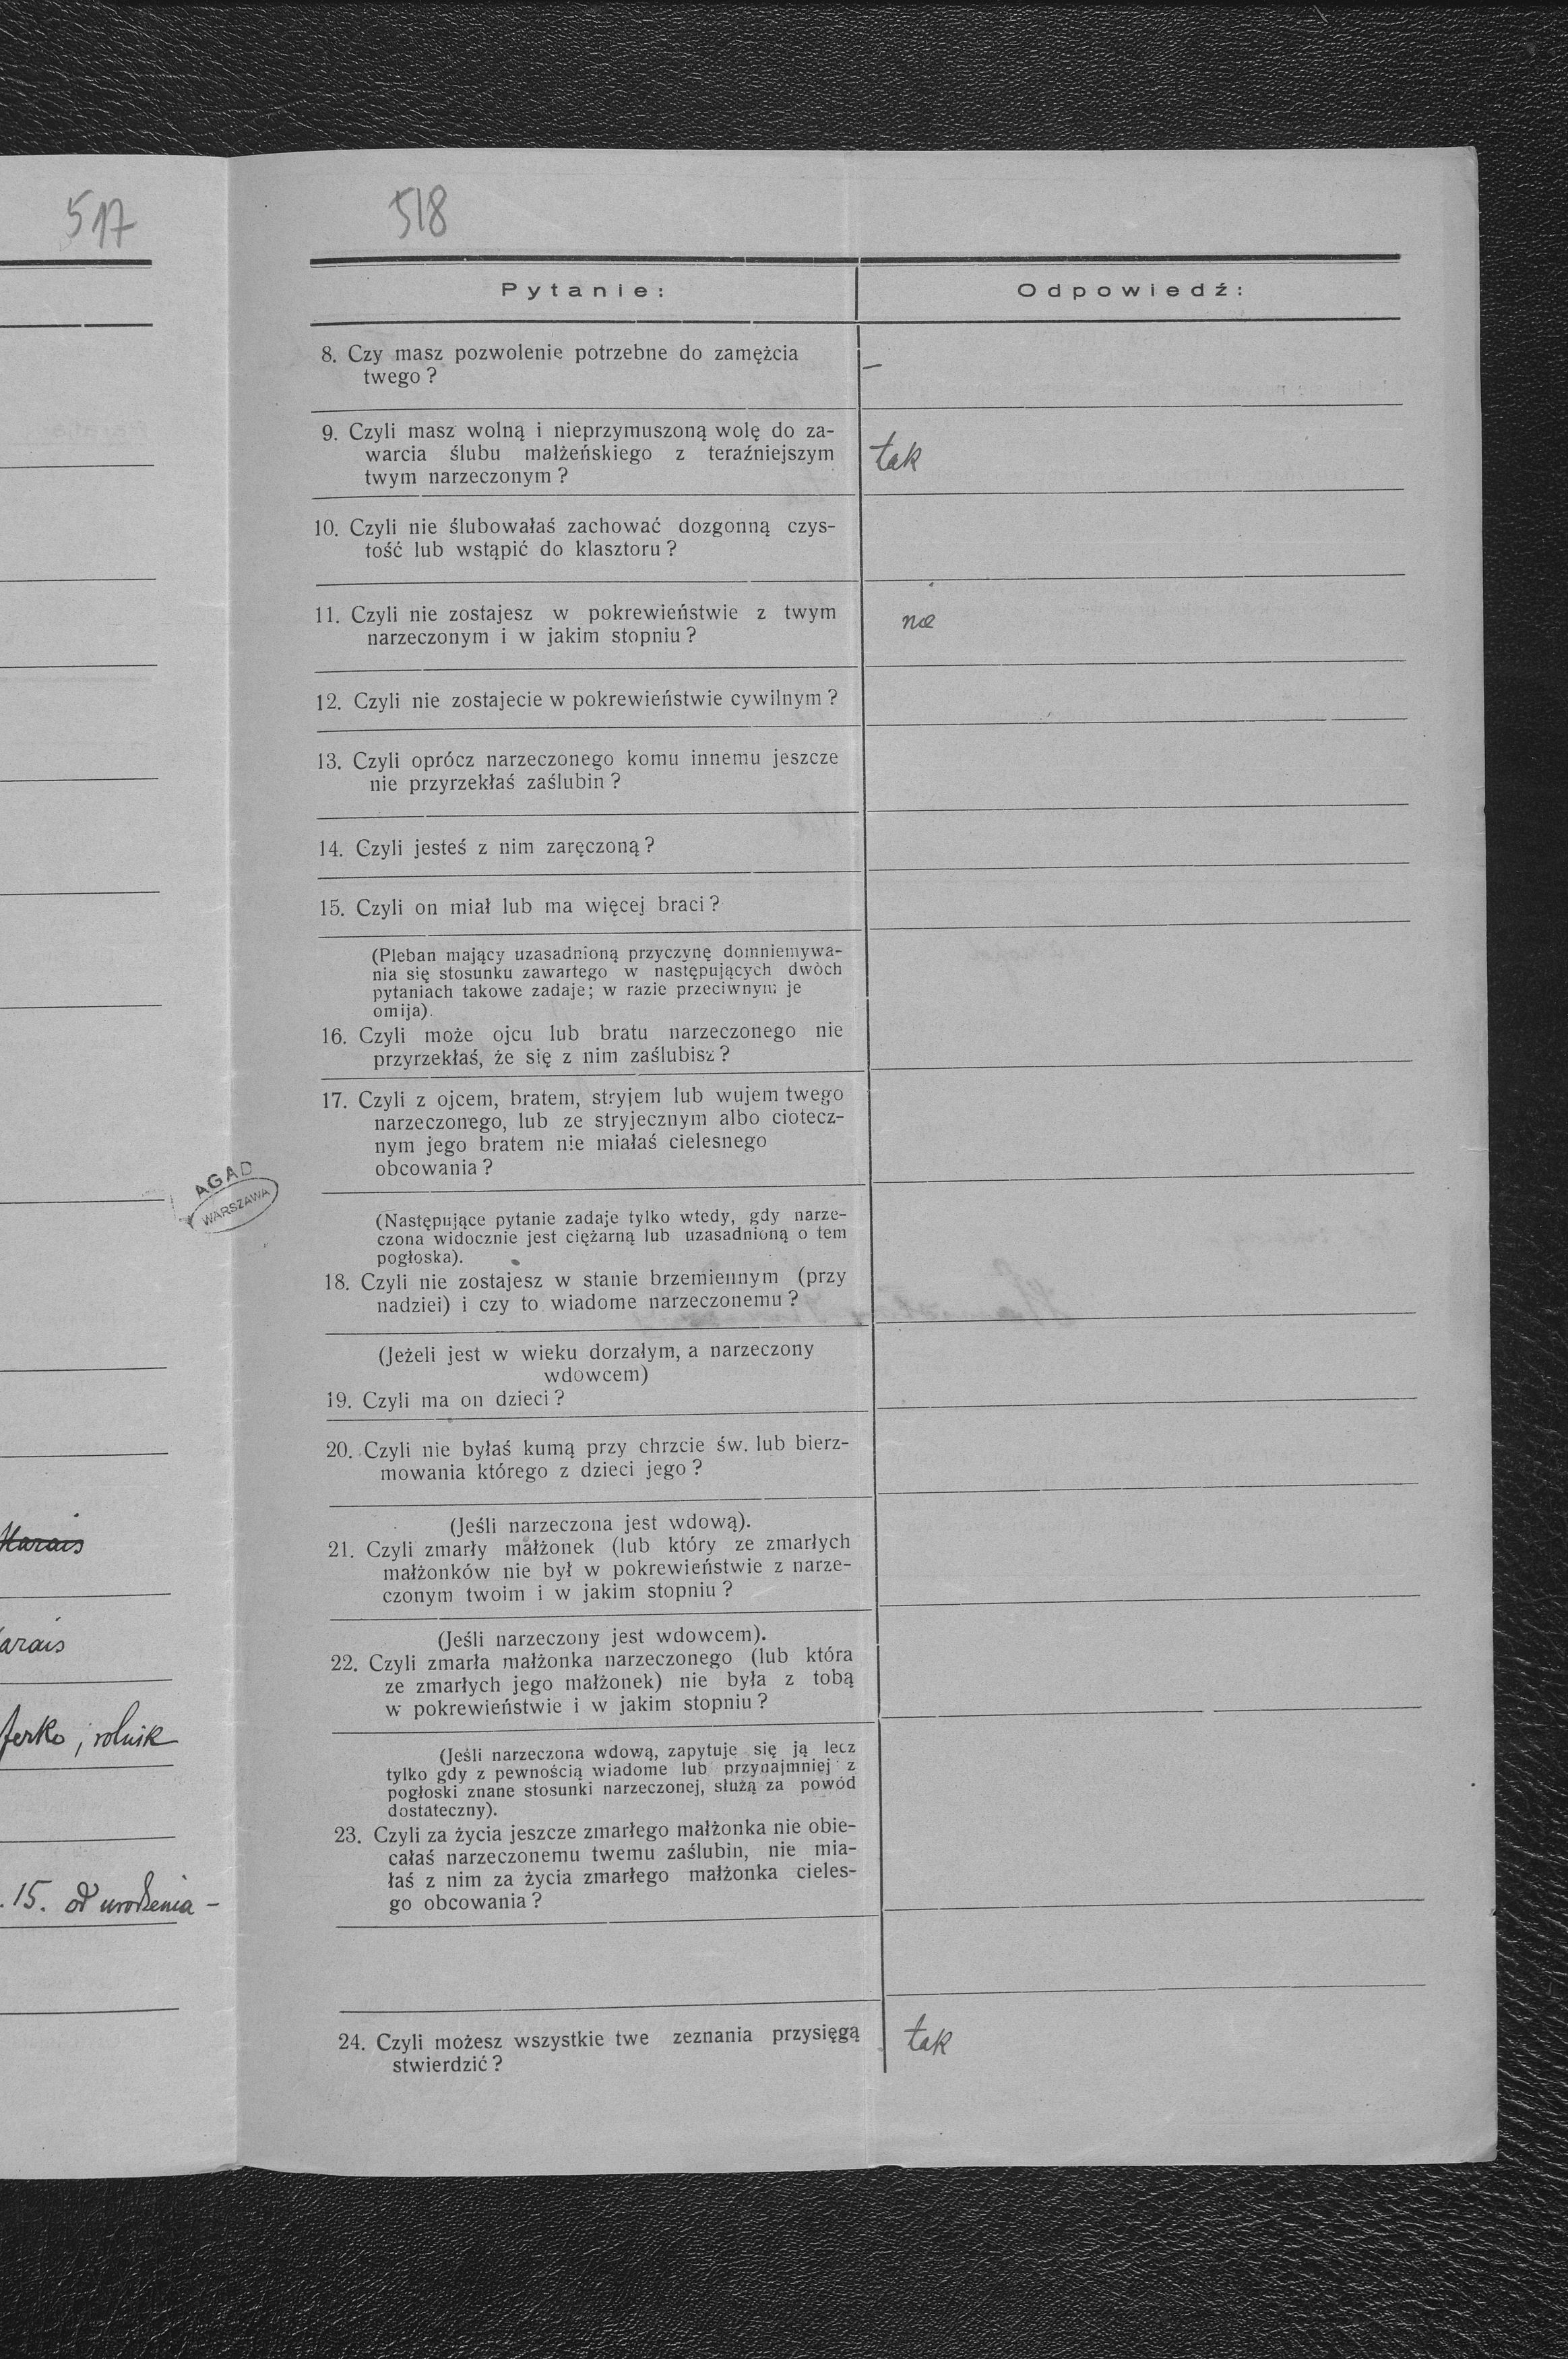 517
Harais
arais
ferko, rolnik
15. od urodzenia -
AGAD
WARSZAWA
518
Pytanie:
Odpowiedź:
8. Czy masz pozwolenie potrzebne do zamężcia
twego?
—
9. Czyli masz wolną i nieprzymuszoną wolę do za-
warcia ślubu małżeńskiego z teraźniejszym
twym narzeczonym?
tak
10. Czyli nie ślubowałaś zachować dozgonną czys-
tość lub wstąpić do klasztoru?
11. Czyli nie zostajesz w pokrewieństwie z twym
narzeczonym i w jakim stopniu?
nie
12. Czyli nie zostajecie w pokrewieństwie cywilnym?
13. Czyli oprócz narzeczonego komu innemu jeszcze
nie przyrzekłaś zaślubin?
14. Czyli jesteś z nim zaręczoną?
15. Czyli on miał lub ma więcej braci?
(Pleban mający uzasadnioną przyczynę domniemywa-
nia się stosunku zawartego w następujących dwóch
pytaniach takowe zadaje; w razie przeciwnym je
omija).
16. Czyli może ojcu lub bratu narzeczonego nie
przyrzekłaś, że się z nim zaślubisz?
17. Czyli z ojcem, bratem, stryjem lub wujem twego
narzeczonego, lub ze stryjecznym albo ciotecz-
nym jego bratem nie miałaś cielesnego
obcowania?
(Następujące pytanie zadaje tylko wtedy, gdy narze-
czona widocznie jest ciężarną lub uzasadnioną o tem
pogłoska).
18. Czyli nie zostajesz w stanie brzemiennym (przy
nadziei) i czy to wiadome narzeczonemu?
(Jeżeli jest w wieku dorzałym, a narzeczony
wdowcem)
19. Czyli ma on dzieci?
20. Czyli nie byłaś kumą przy chrzcie św. lub bierz-
mowania którego z dzieci jego?
(Jeśli narzeczona jest wdową).
21. Czyli zmarły małżonek (lub który ze zmarłych
małżonków nie był w pokrewieństwie z narze-
czonym twoim i w jakim stopniu?
(Jeśli narzeczony jest wdowcem).
22. Czyli zmarła małżonka narzeczonego (lub która
ze zmarłych jego małżonek) nie była z tobą
w pokrewieństwie i w jakim stopniu?
(Jeśli narzeczona wdową, zapytuje się ją lecz
tylko gdy z pewnością wiadome lub przynajmniej z
pogłoski znane stosunki narzeczonej, służą za powód
dostateczny).
23. Czyli za życia jeszcze zmarłego małżonka nie obie-
całaś narzeczonemu twemu zaślubin, nie mia-
łaś z nim za życia zmarłego małżonka cieles-
go obcowania?
24. Czyli możesz wszystkie twe zeznania przysięgą
stwierdzić?
tak